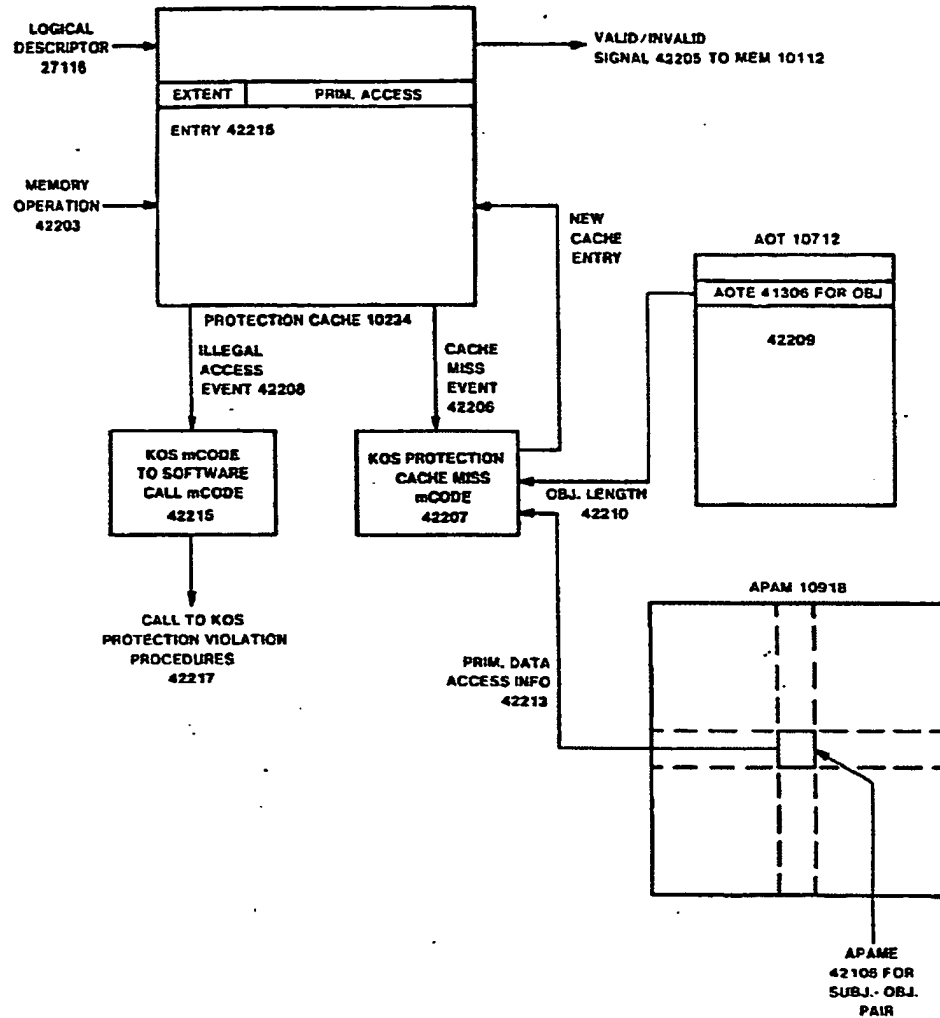 LOGICAL
DESCRIPTOR
27116
VALID/INVALID
SIGNAL 42205 TO MEM 10112
EXTENT
PRIM. ACCESS
ENTRY 42215
MEMORY
OPERATION
42203
NEW
CACHE
ENTRY
AOT 10712
AOTE 41306 FOR OBJ
42209
PROTECTION CACHE 10234
ILLEGAL
ACCESS
EVENT 42208
CACHE
MISS
EVENT
42206
KOS mCODE
TO SOFTWARE
CALL mCODE
42215
KOS PROTECTION
CACHE MISS
mCODE
42207
OBJ. LENGTH
42210
CALL TO KOS
PROTECTION VIOLATION
PROCEDURES
42217
APAM 10918
PRIM. DATA
ACCESS INFO
42213
APAME
42106 FOR
SUBJ.- OBJ.
PAIR